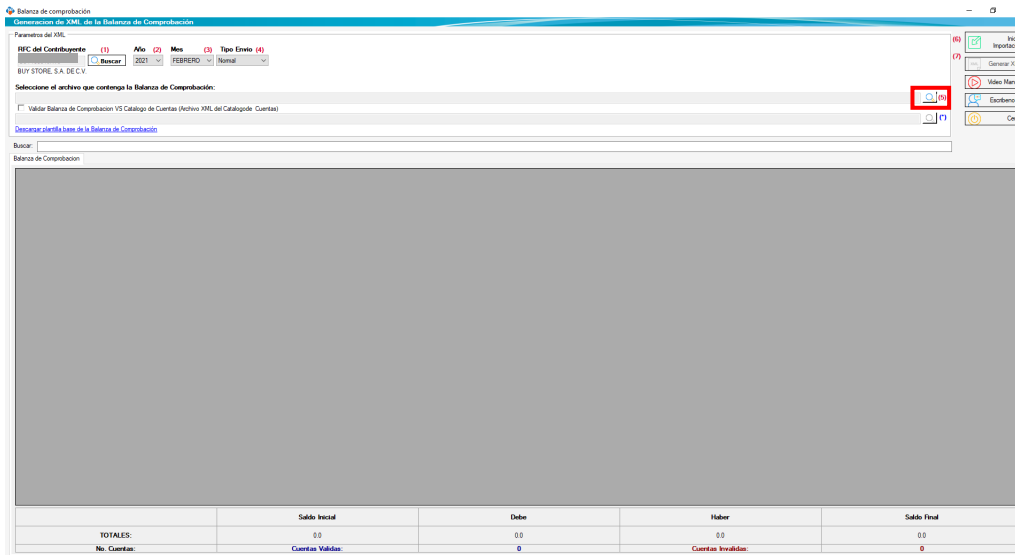 Balanza de comprobación
Generacion de XML de la Balanza de Comprobación
Parametros del XML
RFC del Contribuyente (1) Año (2) Mes (3) Tipo Envio (4)
Buscar 2021 FEBRERO Normal
BUY STORE, S.A. DE C.V.
Seleccione el archivo que contenga la Balanza de Comprobación:
(5)
Validar Balanza de Comprobacion VS Catalogo de Cuentas (Archivo XML del Catalogode Cuentas)
(*)
Descargar plantilla base de la Balanza de Comprobación
(6) Inic
Importac
(7) Generar X
Video Man
Escribeno
Ce
Buscar:
Balanza de Comprobacion
Saldo Inicial Debe Haber Saldo Final
TOTALES: 0.0 0.0 0.0 0.0
No. Cuentas: Cuentas Validas: 0 Cuentas Invalidas: 0